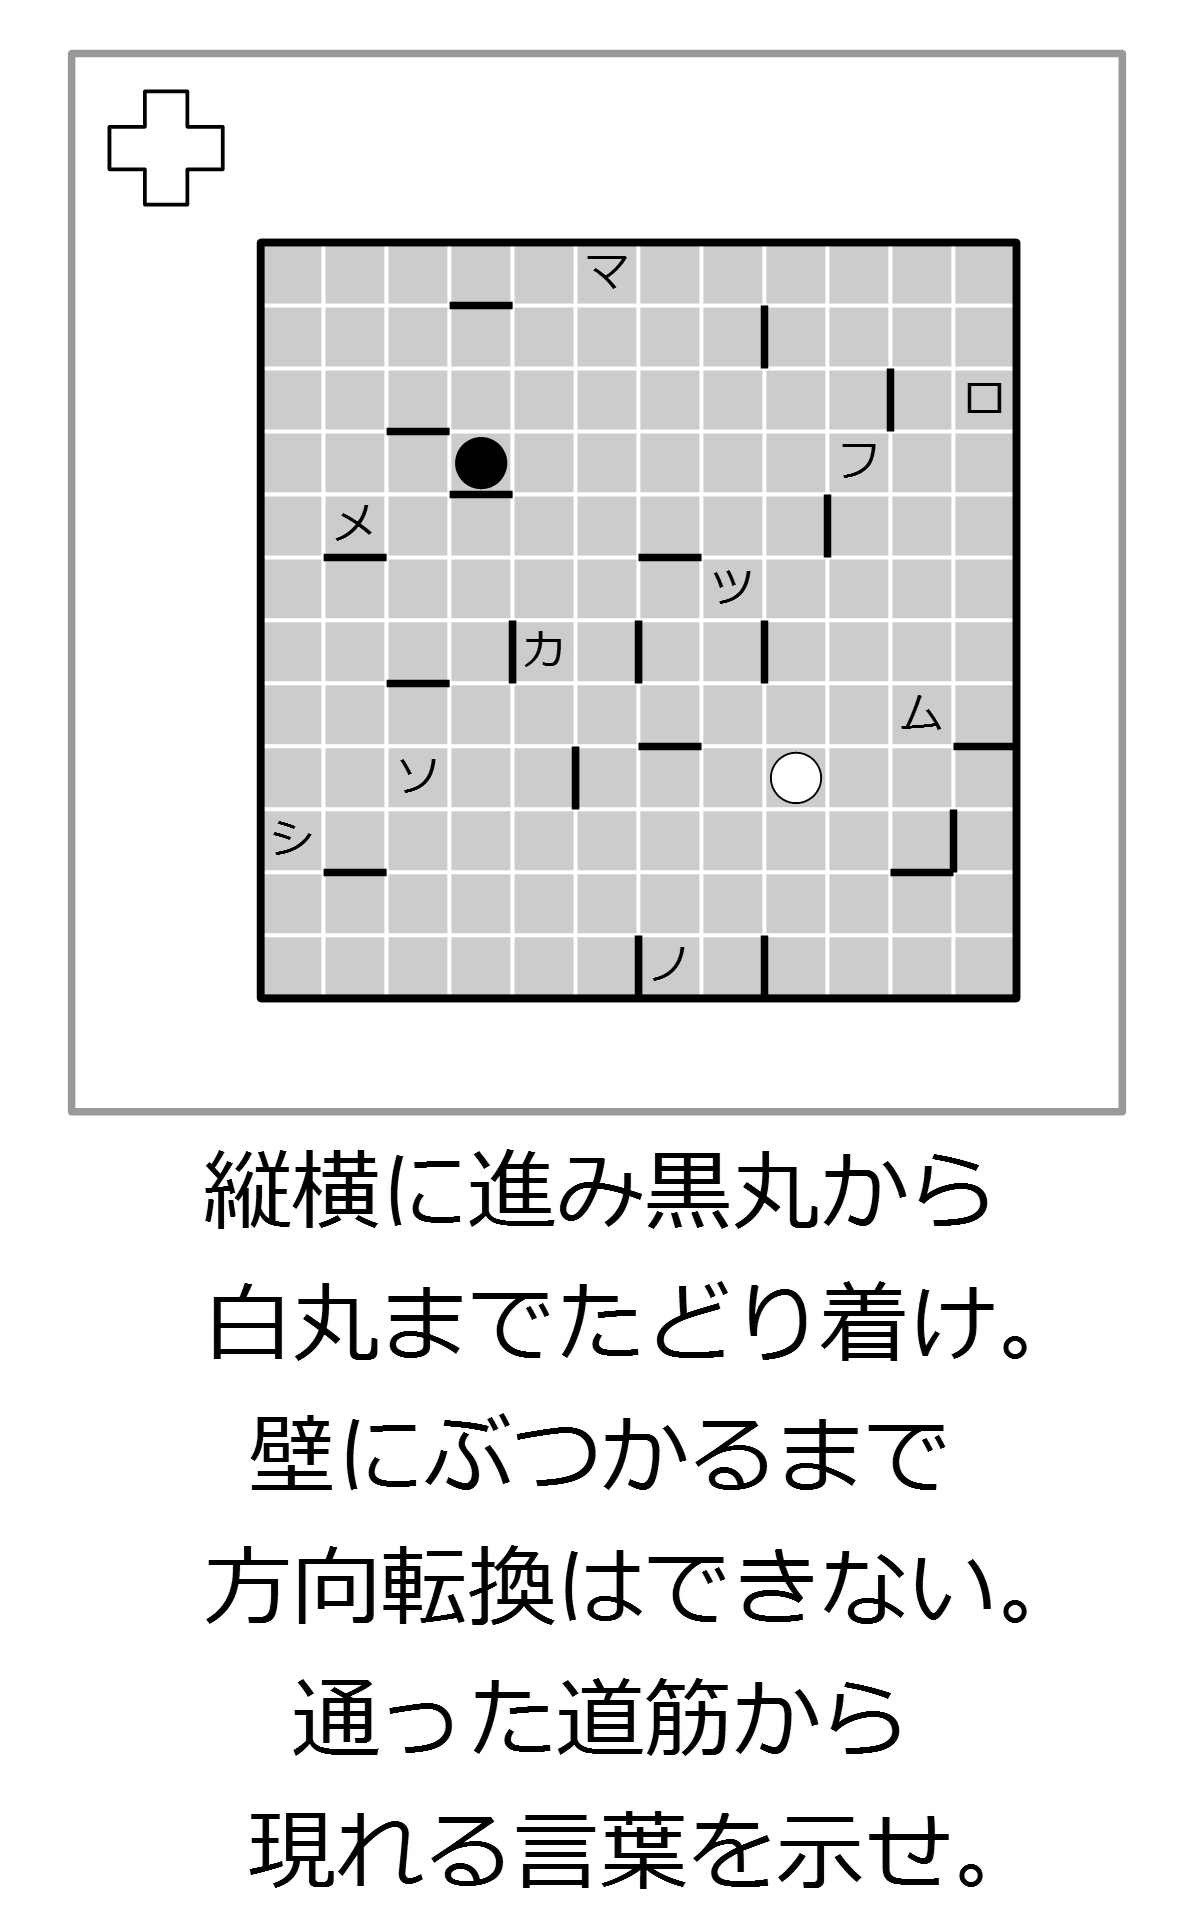 マ
ロ
フ
メ
ツ
カ
ム
ソ
シ
ノ
縦横に進み黒丸から
白丸までたどり着け。
壁にぶつかるまで
方向転換はできない。
通った道筋から
現れる言葉を示せ。